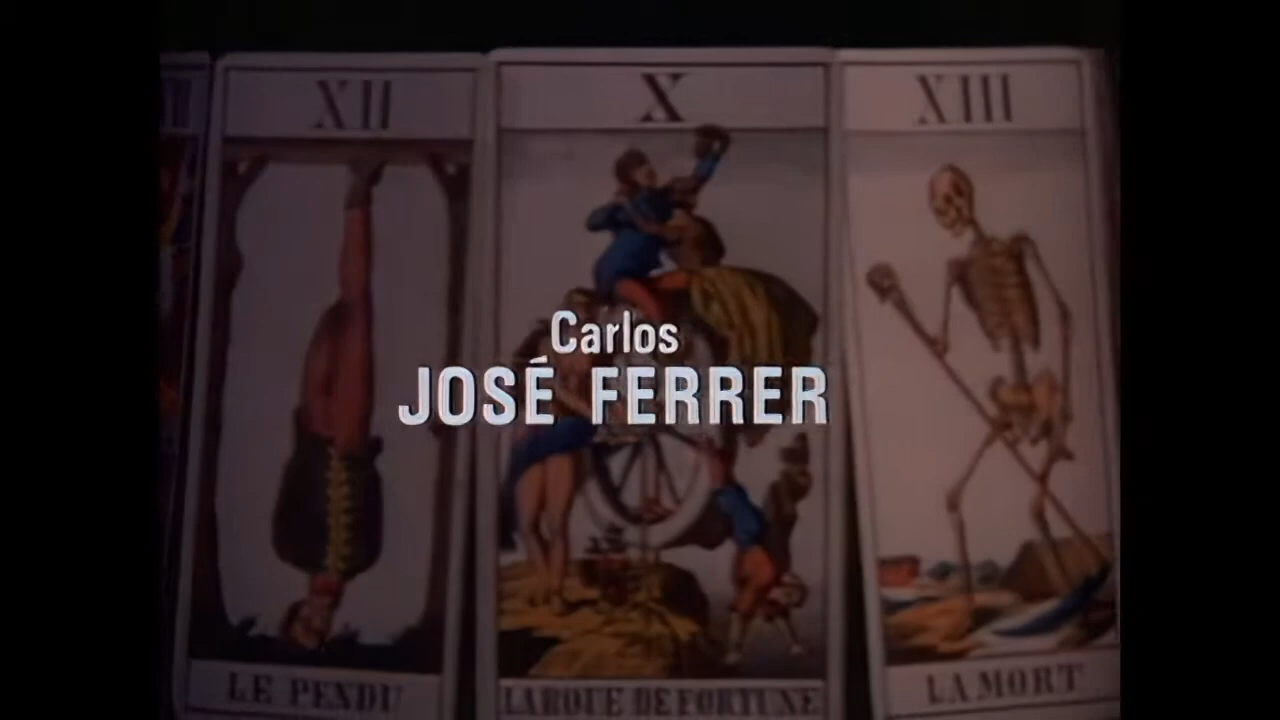 XII
X
XIII
Carlos
JOSÉ FERRER
LE PENDU
LA ROUE DE FORTUNE
LA MORT